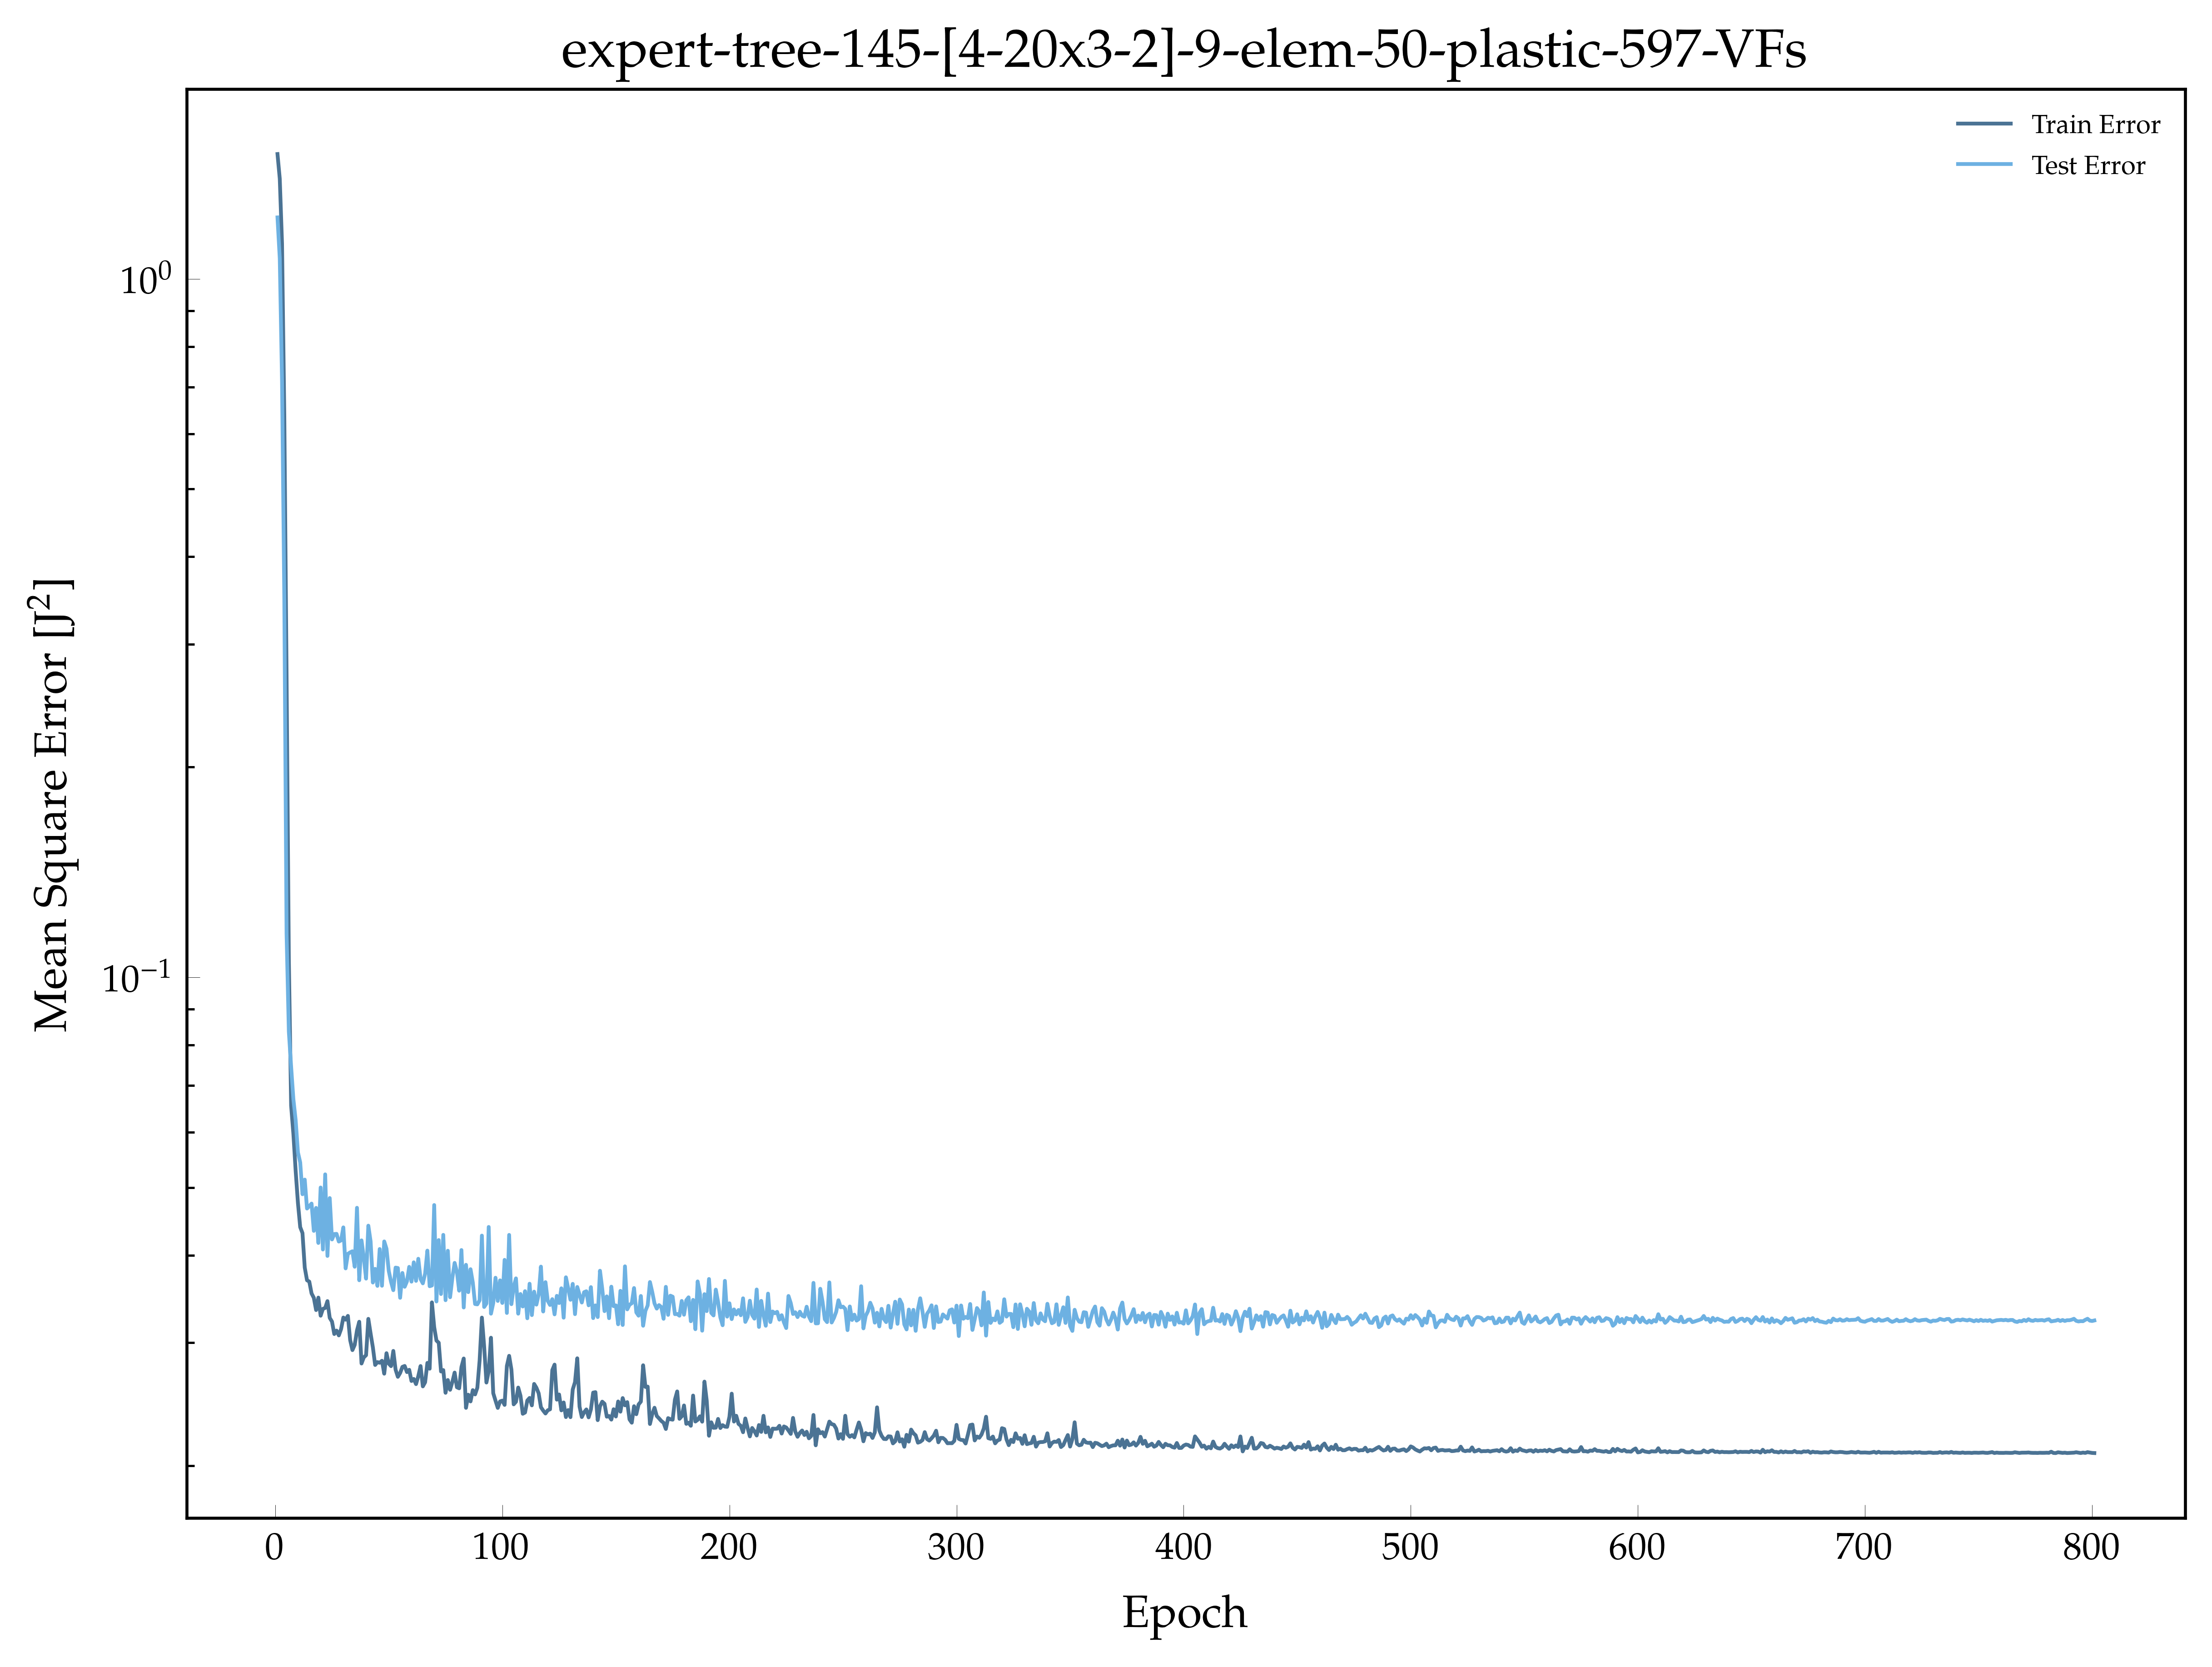 expert-tree-145-[4-20x3-2]-9-elem-50-plastic-597-VFs
Train Error
Test Error
10⁰
10⁻¹
Mean Square Error [J²]
0 100 200 300 400 500 600 700 800
Epoch